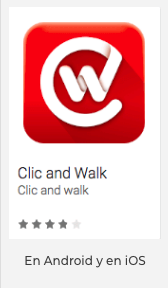 Clic and Walk
Clic and walk
En Android y en iOS